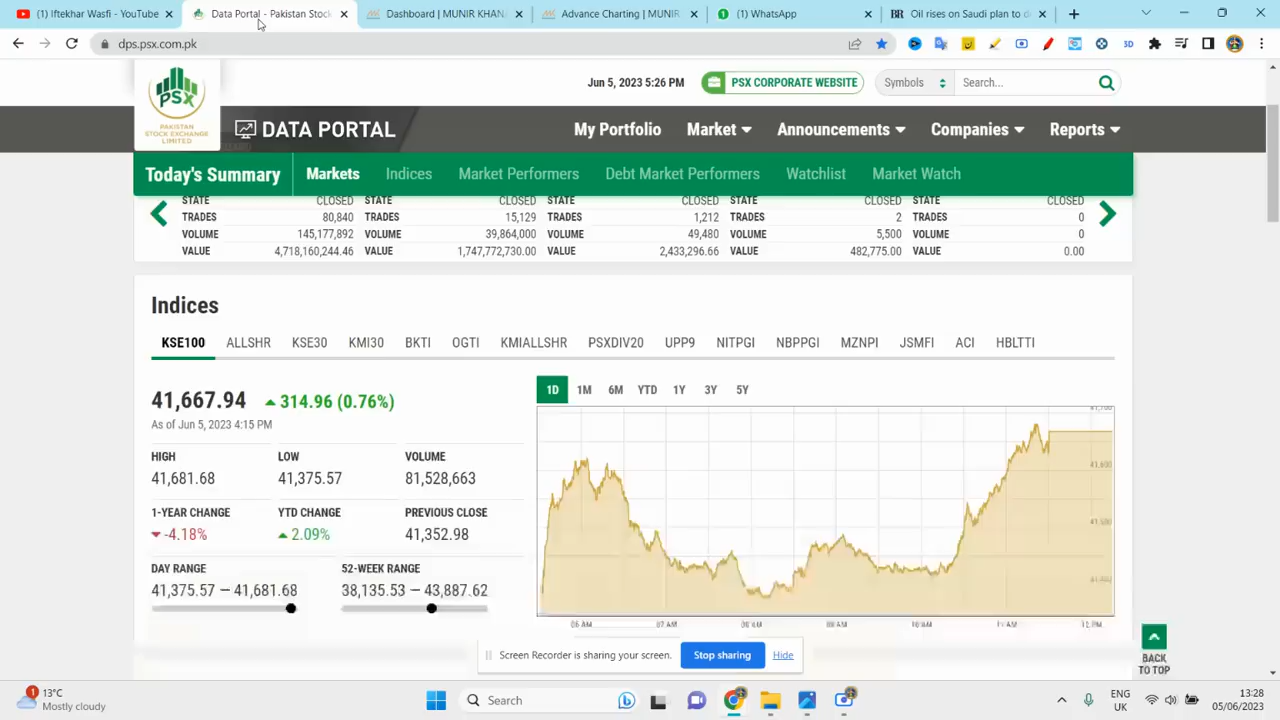 Iftekhar Wasfi - YouTube
Data Portal - Pakistan Stock
Dashboard | MUNIR KHAN
Advance Charting | MUNIR
(1) WhatsApp
BR Oil rises on Saudi plan to d
dps.psx.com.pk
PSX
PAKISTAN
STOCK EXCHANGE
LIMITED
Jun 5, 2023 5:26 PM
PSX CORPORATE WEBSITE
Symbols
Search...
DATA PORTAL
My Portfolio
Market
Announcements
Companies
Reports
Today's Summary
Markets
Indices
Market Performers
Debt Market Performers
Watchlist
Market Watch
STATE CLOSED STATE CLOSED STATE CLOSED STATE CLOSED STATE CLOSED
TRADES 80,840 TRADES 15,129 TRADES 1,212 TRADES 2 TRADES 0
VOLUME 145,177,892 VOLUME 39,864,000 VOLUME 49,480 VOLUME 5,500 VOLUME 0
VALUE 4,718,160,244.46 VALUE 1,747,772,730.00 VALUE 2,433,296.66 VALUE 482,775.00 VALUE 0.00
Indices
KSE100 ALLSHR KSE30 KMI30 BKTI OGTI KMIALLSHR PSXDIV20 UPP9 NITPGI NBPPGI MZNPI JSMFI ACI HBLTTI
41,667.94 314.96 (0.76%)
As of Jun 5, 2023 4:15 PM
HIGH LOW VOLUME
41,681.68 41,375.57 81,528,663
1-YEAR CHANGE YTD CHANGE PREVIOUS CLOSE
-4.18% 2.09% 41,352.98
DAY RANGE 52-WEEK RANGE
41,375.57 — 41,681.68 38,135.53 — 43,887.62
1D 1M 6M YTD 1Y 3Y 5Y
41,600
BACK
TO TOP
Screen Recorder is sharing your screen.
Stop sharing
Hide
1
13°C
Mostly cloudy
Search
ENG
UK
13:28
05/06/2023